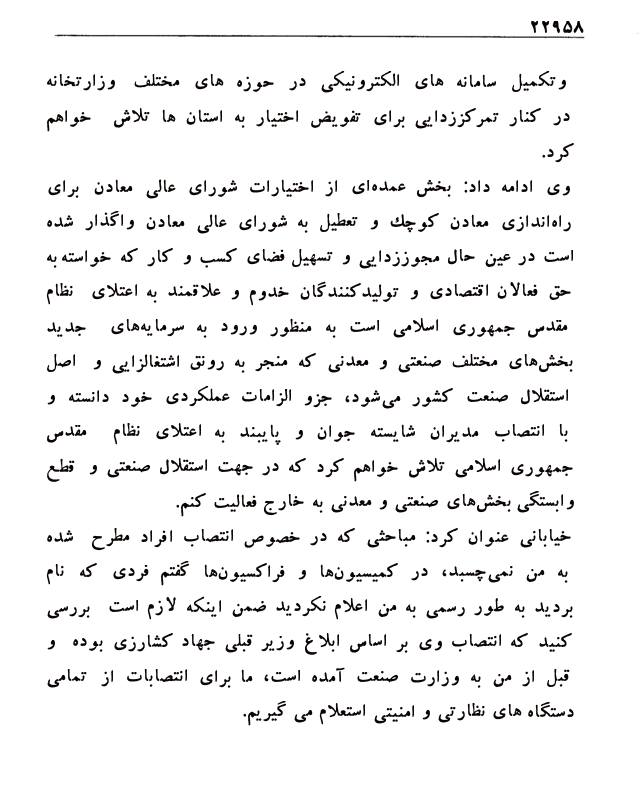 ۲۲۹۵۸
و تکمیل سامانه های الکترونیکی در حوزه های مختلف وزارتخانه
در کنار تمرکززدایی برای تفویض اختیار به استان ها تلاش خواهم
کرد.
وی ادامه داد: بخش عمده‌ای از اختیارات شورای عالی معادن برای
راه‌اندازی معادن کوچك و تعطیل به شورای عالی معادن واگذار شده
است در عین حال مجوززدایی و تسهیل فضای کسب و کار که خواسته به
حق فعالان اقتصادی و تولیدکنندگان خدوم و علاقمند به اعتلای نظام
مقدس جمهوری اسلامی است به منظور ورود به سرمایه‌های جدید
بخش‌های مختلف صنعتی و معدنی که منجر به رونق اشتغالزایی و اصل
استقلال صنعت کشور می‌شود، جزو الزامات عملکردی خود دانسته و
با انتصاب مدیران شایسته جوان و پایبند به اعتلای نظام مقدس
جمهوری اسلامی تلاش خواهم کرد که در جهت استقلال صنعتی و قطع
وابستگی بخش‌های صنعتی و معدنی به خارج فعالیت کنم.
خیابانی عنوان کرد: مباحثی که در خصوص انتصاب افراد مطرح شده
به من نمی‌چسبد، در کمیسیون‌ها و فراکسیون‌ها گفتم فردی که نام
بردید به طور رسمی به من اعلام نکردید ضمن اینکه لازم است بررسی
کنید که انتصاب وی بر اساس ابلاغ وزیر قبلی جهاد کشارزی بوده و
قبل از من به وزارت صنعت آمده است، ما برای انتصابات از تمامی
دستگاه های نظارتی و امنیتی استعلام می گیریم.